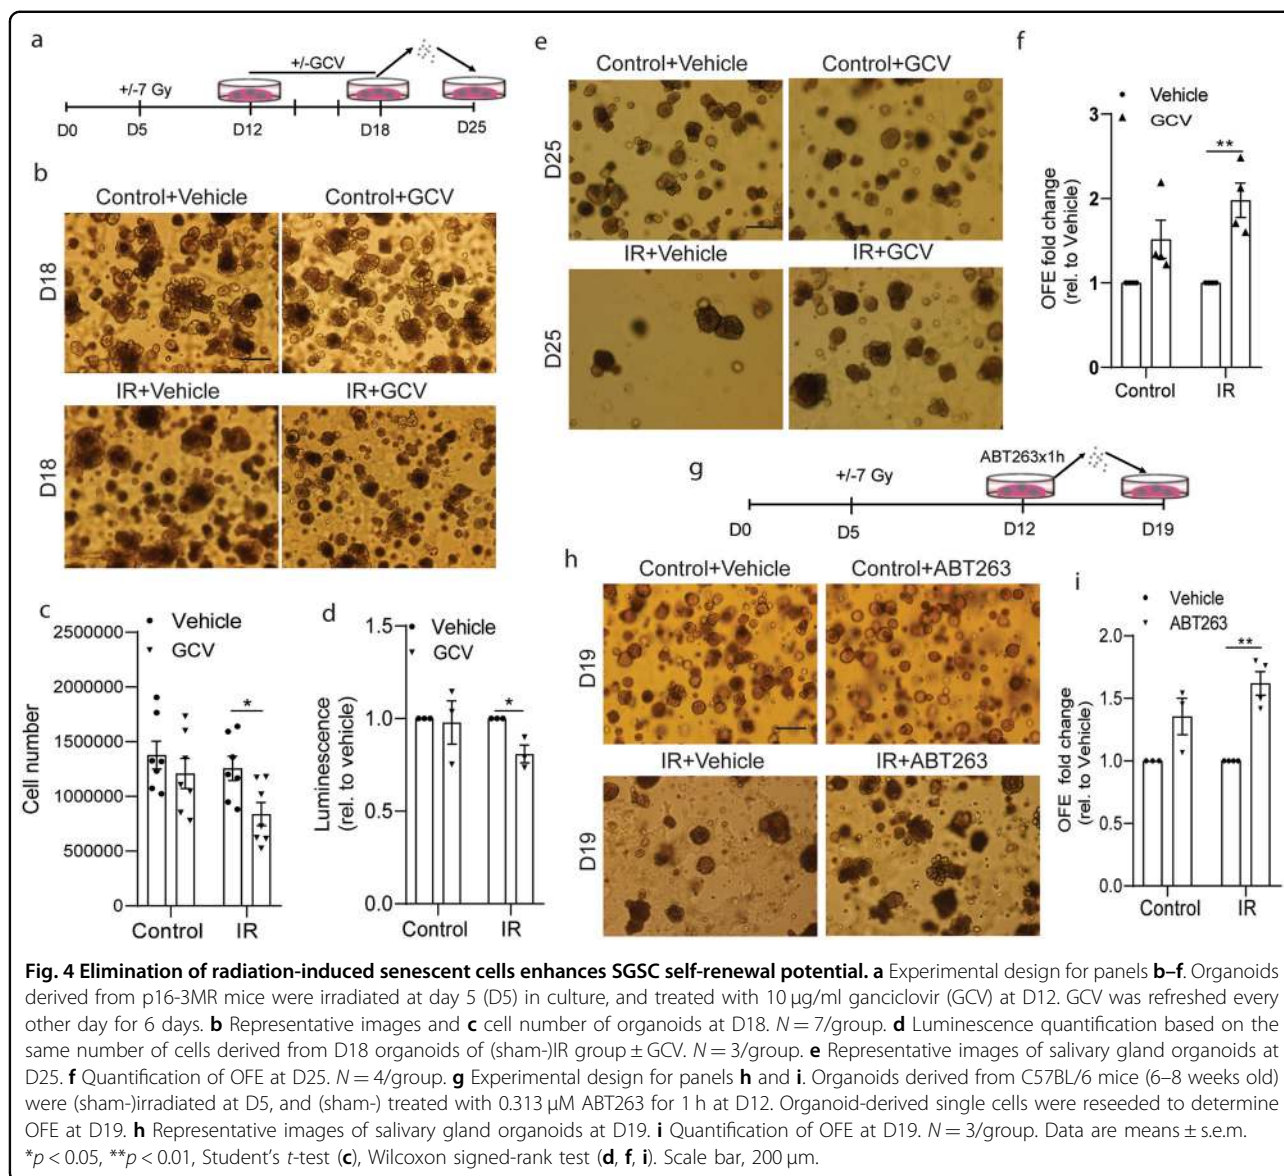 a
+/-GCV
+/-7 Gy
D0
D5
D12
D18
D25
b
Control+Vehicle
Control+GCV
D18
IR+Vehicle
IR+GCV
D18
c
Vehicle
GCV
2500000
2000000
1500000
1000000
500000
0
Cell number
*
Control
IR
d
Vehicle
GCV
1.5
1.0
0.5
0.0
Luminescence
(rel. to vehicle)
*
Control
IR
e
Control+Vehicle
Control+GCV
D25
IR+Vehicle
IR+GCV
D25
f
Vehicle
GCV
3
2
1
0
OFE fold change
(rel. to Vehicle)
**
Control
IR
g
ABT263x1h
+/-7 Gy
D0
D5
D12
D19
h
Control+Vehicle
Control+ABT263
D19
IR+Vehicle
IR+ABT263
D19
i
Vehicle
ABT263
2.0
1.5
1.0
0.5
0.0
OFE fold change
(rel. to Vehicle)
**
Control
IR
Fig. 4 Elimination of radiation-induced senescent cells enhances SGSC self-renewal potential. a Experimental design for panels b–f. Organoids
derived from p16-3MR mice were irradiated at day 5 (D5) in culture, and treated with 10 µg/ml ganciclovir (GCV) at D12. GCV was refreshed every
other day for 6 days. b Representative images and c cell number of organoids at D18. N = 7/group. d Luminescence quantification based on the
same number of cells derived from D18 organoids of (sham-)IR group ± GCV. N = 3/group. e Representative images of salivary gland organoids at
D25. f Quantification of OFE at D25. N = 4/group. g Experimental design for panels h and i. Organoids derived from C57BL/6 mice (6–8 weeks old)
were (sham-)irradiated at D5, and (sham-) treated with 0.313 µM ABT263 for 1 h at D12. Organoid-derived single cells were reseeded to determine
OFE at D19. h Representative images of salivary gland organoids at D19. i Quantification of OFE at D19. N = 3/group. Data are means ± s.e.m.
*p < 0.05, **p < 0.01, Student's t-test (c), Wilcoxon signed-rank test (d, f, i). Scale bar, 200 µm.